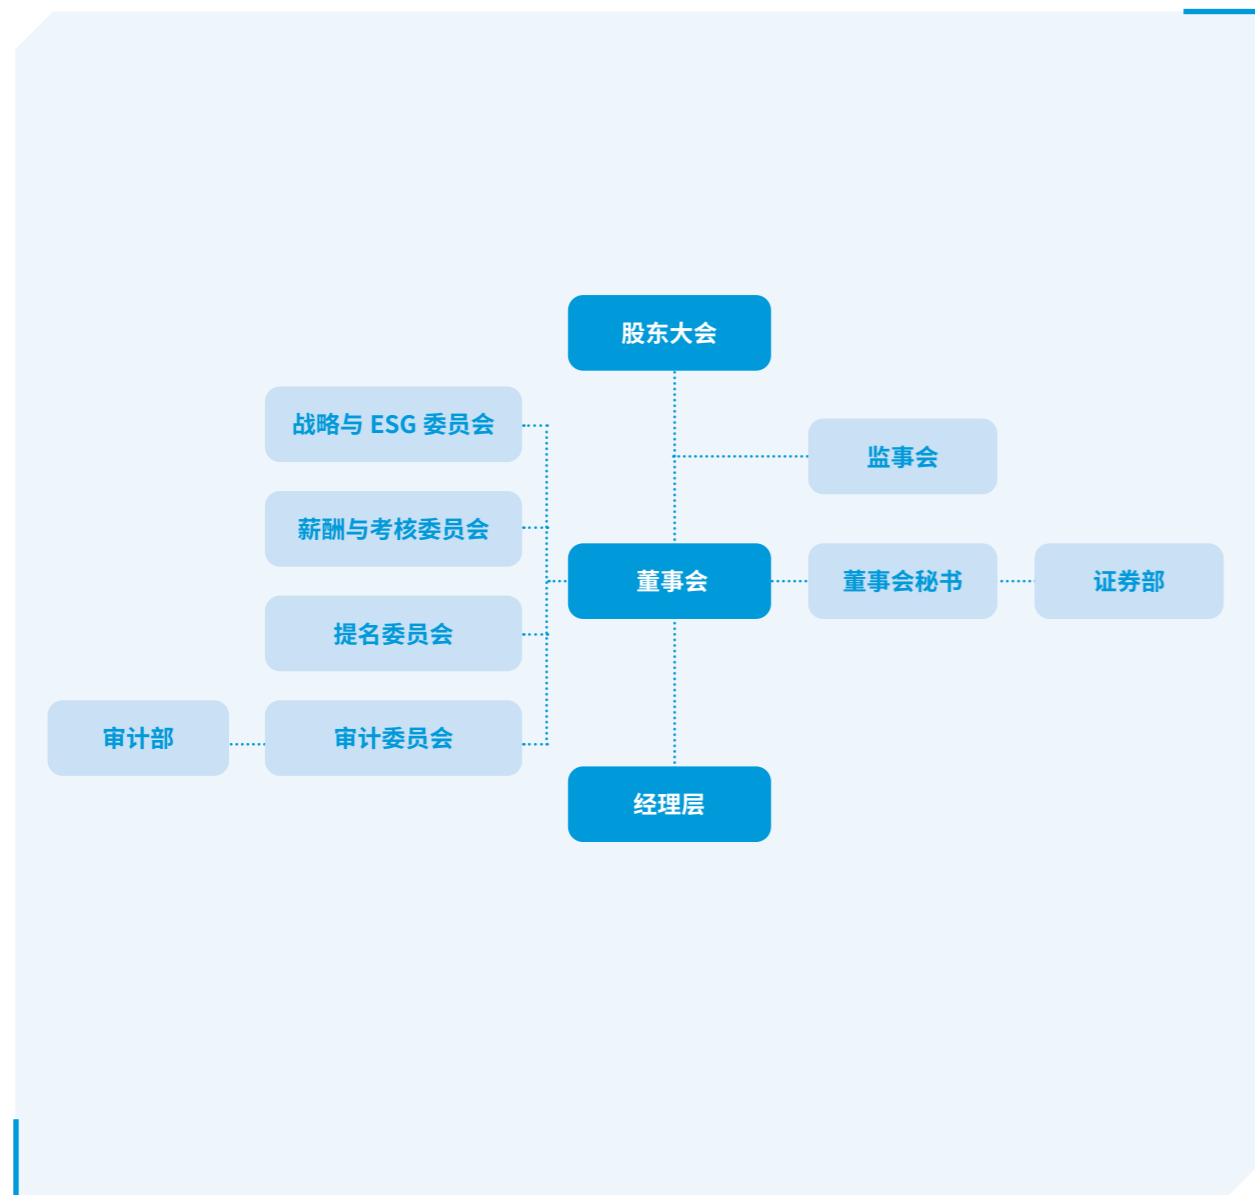 股东大会
战略与 ESG 委员会
监事会
薪酬与考核委员会
董事会
董事会秘书
证券部
提名委员会
审计部
审计委员会
经理层